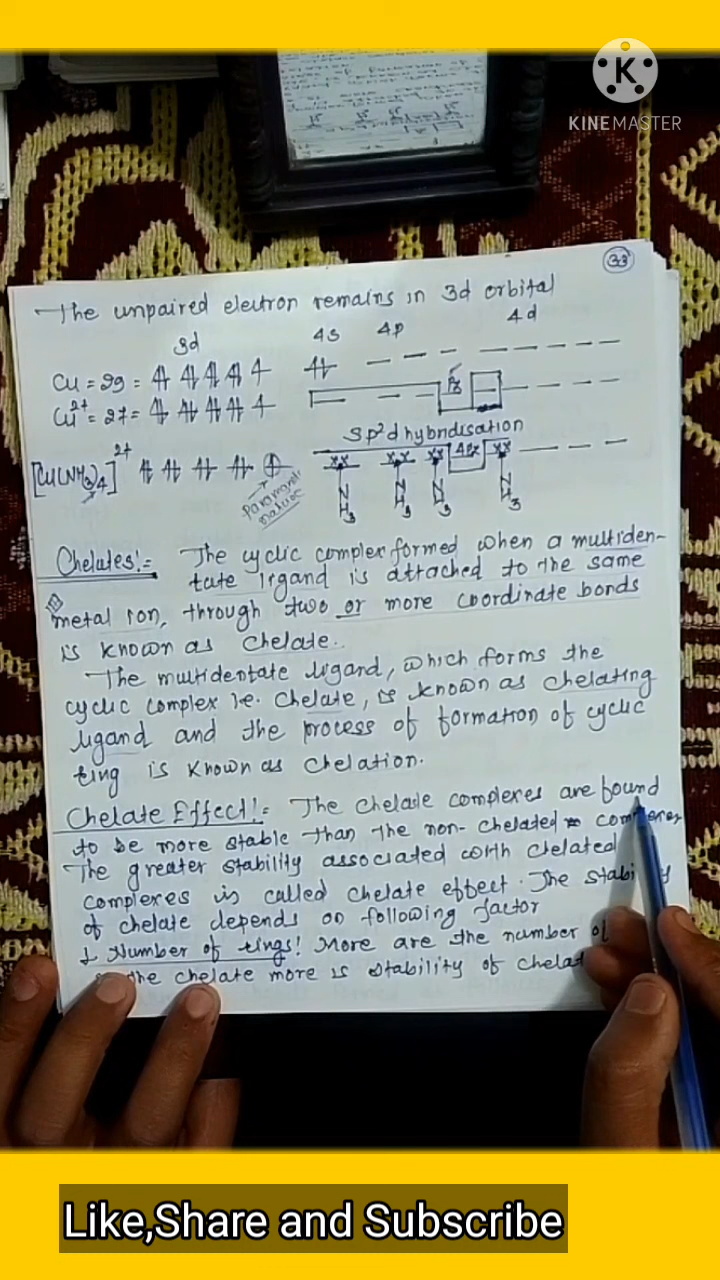 KINEMASTER
33
The unpaired electron remains in 3d orbital
3d 4s 4p 4d
Cu = 29 =
Cu2+ = 27 =
sp2d hybridisation
[Cu(NH3)4]2+
NH3 NH3 NH3 NH3
Chelates:= The cyclic complex formed when a multiden-
tate ligand is attached to the same
metal ion, through two or more coordinate bonds
is known as chelate..
The multidentate ligand, which forms the
cyclic complex i.e. chelate, is known as chelating
ligand and the process of formation of cyclic
ring is known as chelation.
Chelate Effect:= The chelate complexes are found
to be more stable than the non-chelated complexes
The greater stability associated with chelated
complexes is called chelate effect. The stability
of chelate depends on following factor
1 Number of rings: More are the number of
the chelate more is stability of chelat
Like,Share and Subscribe